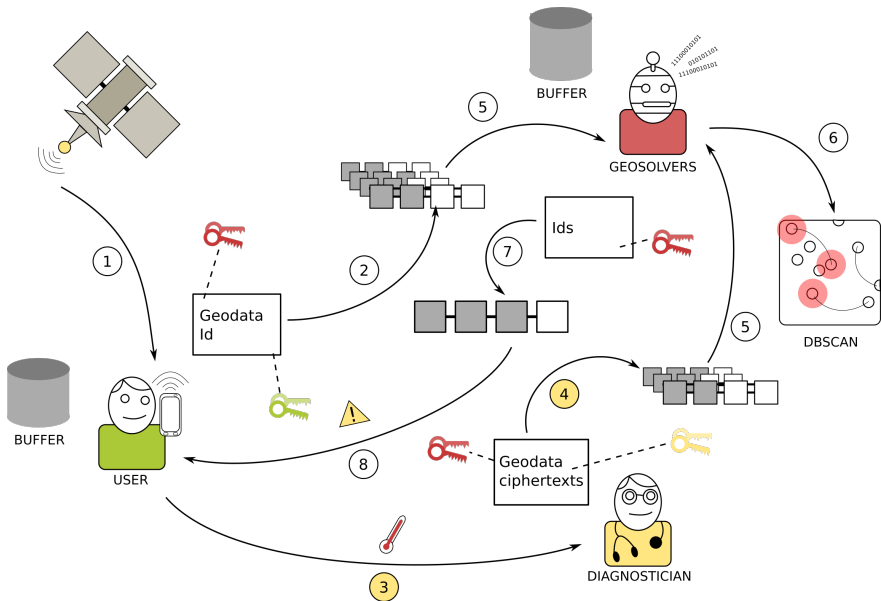 11100010101
010101101
11100010101
BUFFER
5
GEOSOLVERS
6
1
2
Geodata
Id
Ids
7
DBSCAN
5
BUFFER
USER
8
4
Geodata
ciphertexts
3
DIAGNOSTICIAN
!